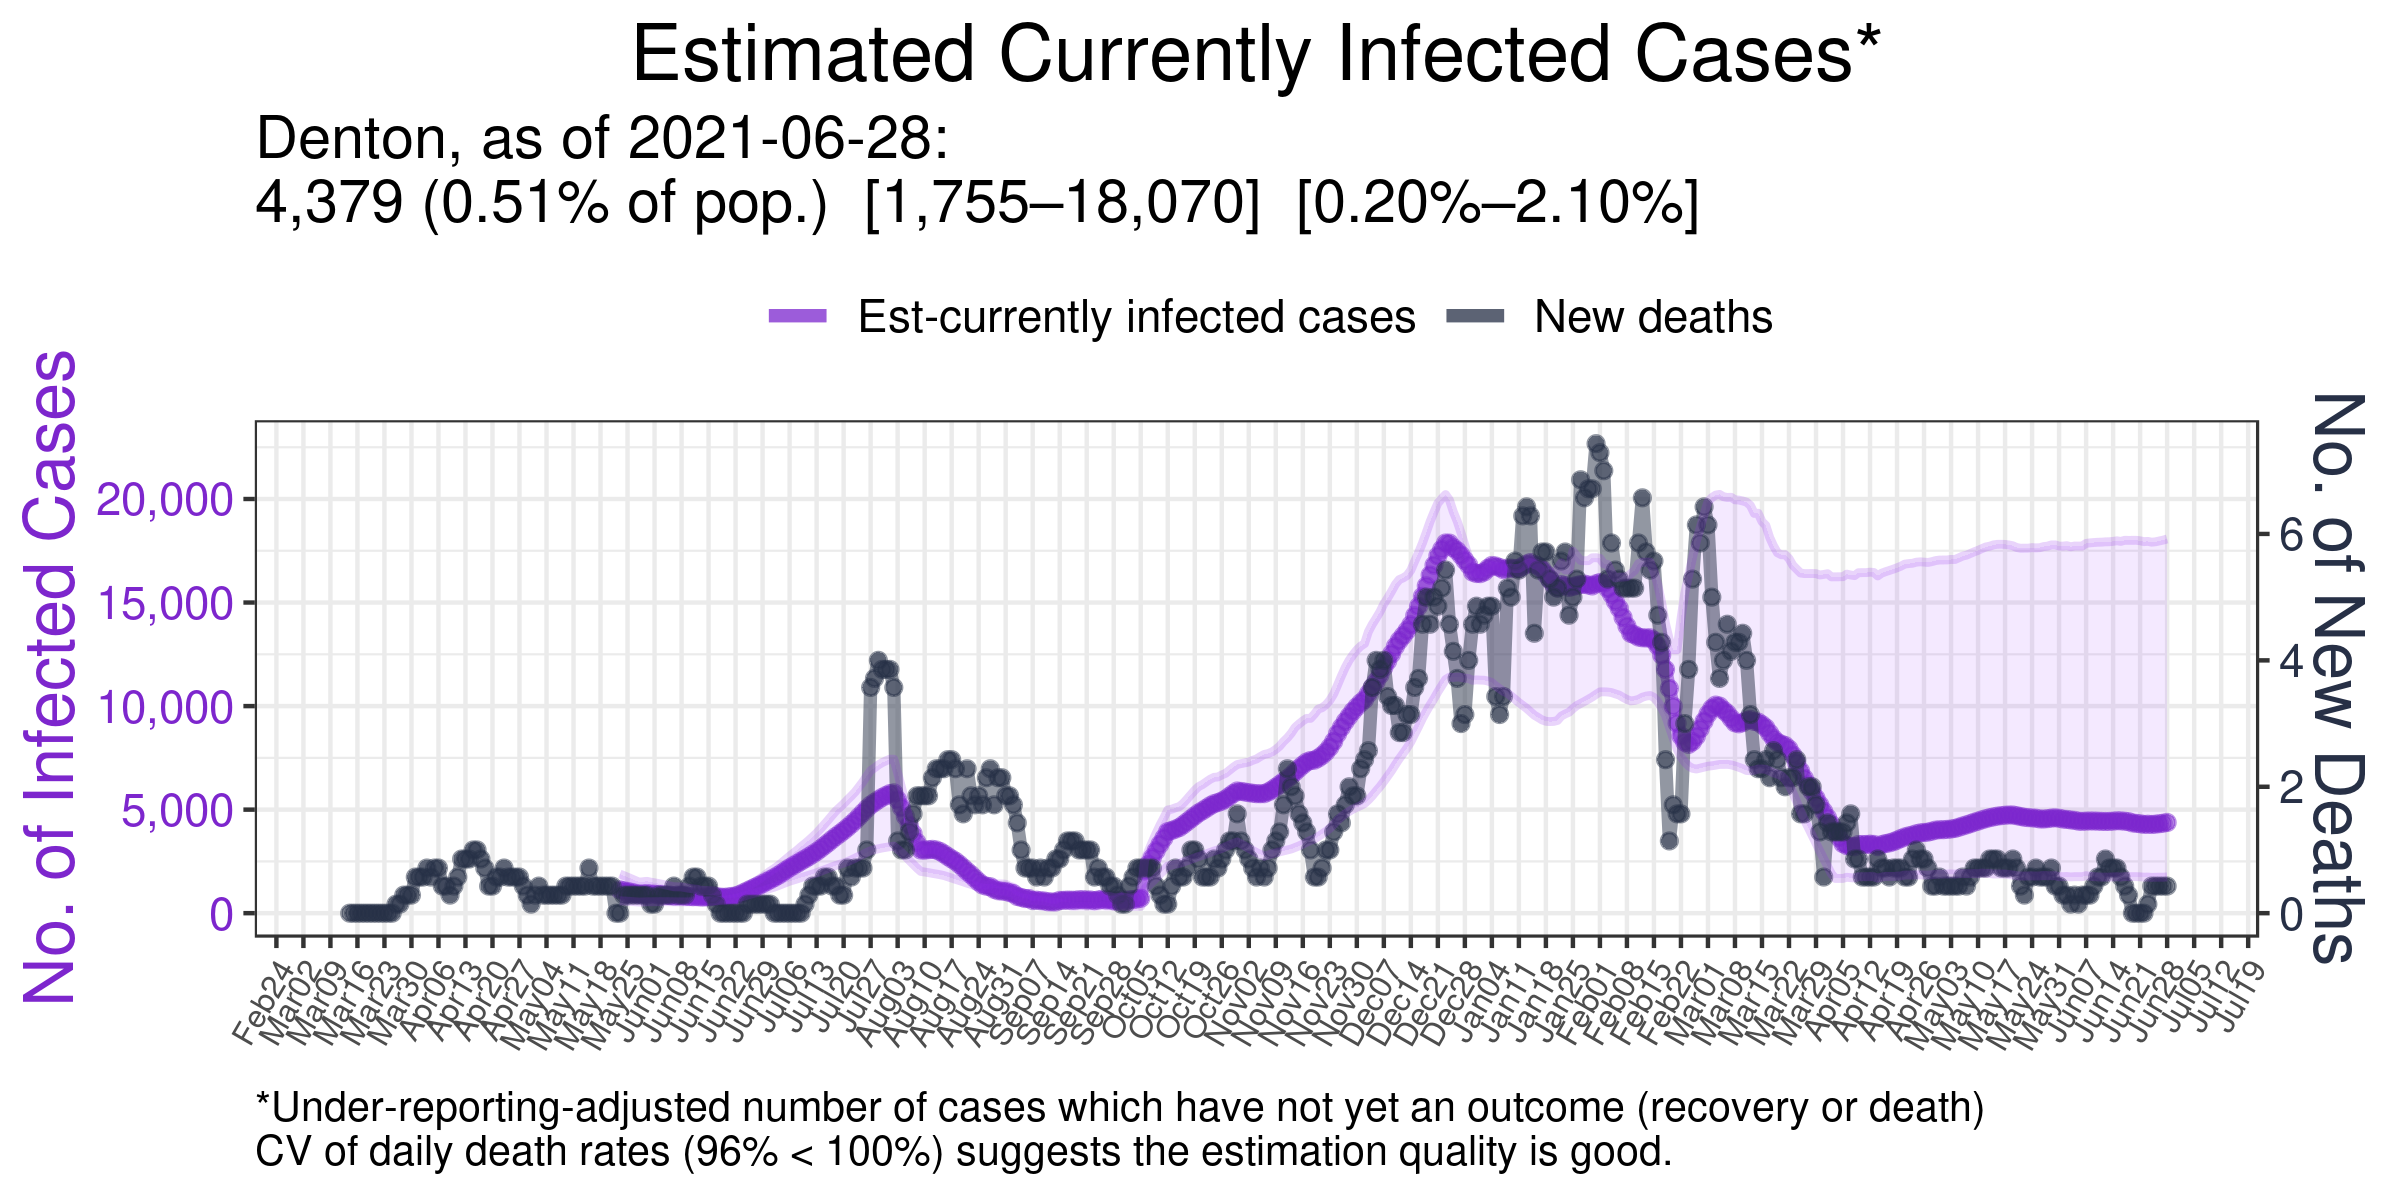 Estimated Currently Infected Cases*
Denton, as of 2021-06-28:
4,379 (0.51% of pop.) [1,755–18,070] [0.20%–2.10%]
Est-currently infected cases
New deaths
No. of Infected Cases
20,000
15,000
10,000
5,000
0
6
4
2
0
No. of New Deaths
Feb24
Mar02
Mar09
Mar16
Mar23
Mar30
Apr06
Apr13
Apr20
Apr27
May04
May11
May18
May25
Jun01
Jun08
Jun15
Jun22
Jun29
Jul06
Jul13
Jul20
Jul27
Aug03
Aug10
Aug17
Aug24
Aug31
Sep07
Sep14
Sep21
Sep28
Oct05
Oct12
Oct19
Oct26
Nov02
Nov09
Nov16
Nov23
Nov30
Dec07
Dec14
Dec21
Dec28
Jan04
Jan11
Jan18
Jan25
Feb01
Feb08
Feb15
Feb22
Mar01
Mar08
Mar15
Mar22
Mar29
Apr05
Apr12
Apr19
Apr26
May03
May10
May17
May24
May31
Jun07
Jun14
Jun21
Jun28
Jul05
Jul12
Jul19
*Under-reporting-adjusted number of cases which have not yet an outcome (recovery or death)
CV of daily death rates (96% < 100%) suggests the estimation quality is good.